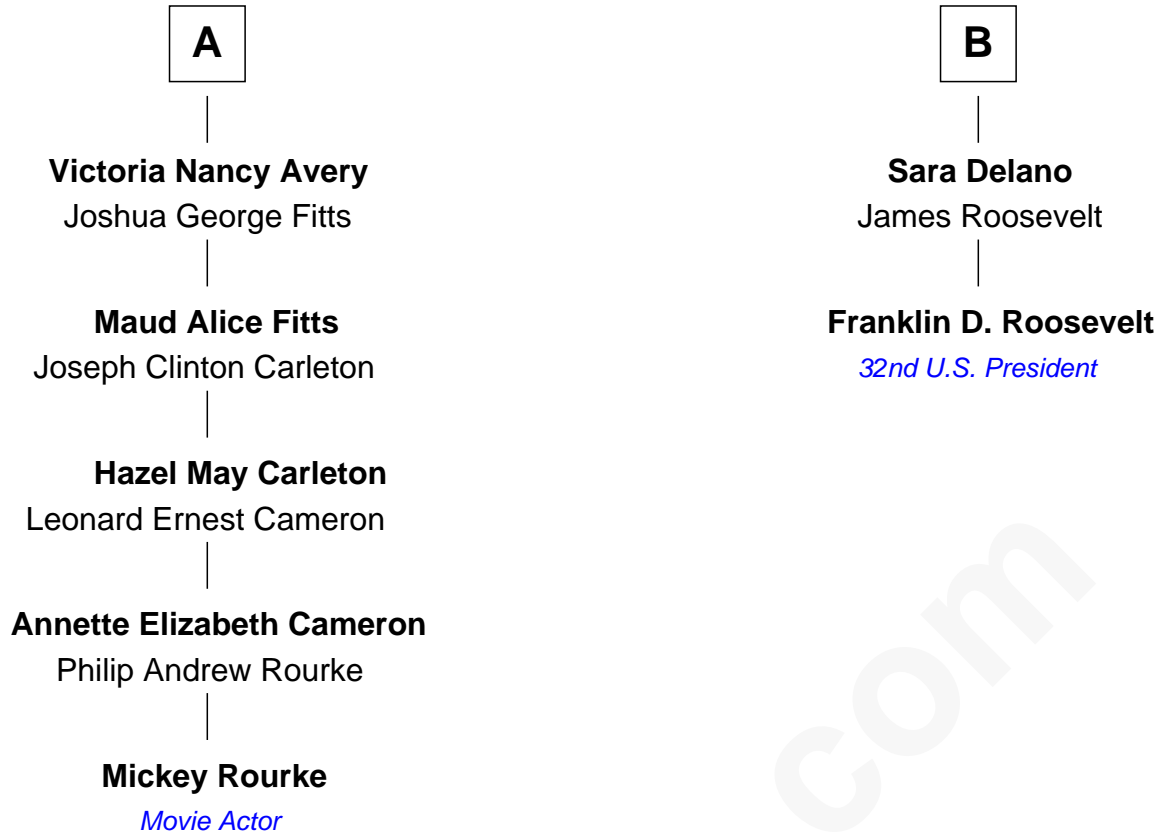 A
Victoria Nancy Avery
Joshua George Fitts
Maud Alice Fitts
Joseph Clinton Carleton
Hazel May Carleton
Leonard Ernest Cameron
Annette Elizabeth Cameron
Philip Andrew Rourke
Mickey Rourke
Movie Actor
B
Sara Delano
James Roosevelt
Franklin D. Roosevelt
32nd U.S. President
com